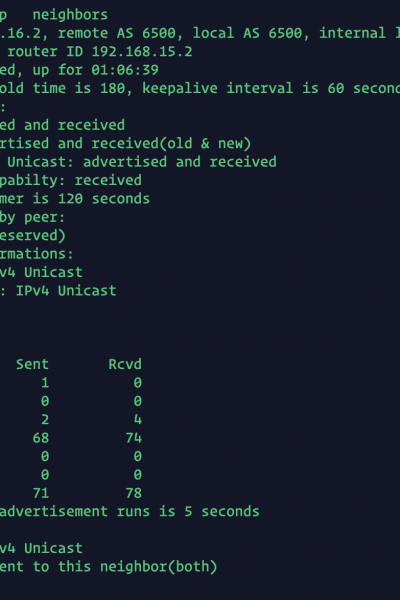 p   neighbors
.16.2, remote AS 6500, local AS 6500, internal l
router ID 192.168.15.2
ed, up for 01:06:39
old time is 180, keepalive interval is 60 second
:
ed and received
rtised and received(old & new)
Unicast: advertised and received
pabilty: received
mer is 120 seconds
by peer:
eserved)
rmations:
v4 Unicast
: IPv4 Unicast
Sent Rcvd
1 0
0 0
2 4
68 74
0 0
0 0
71 78
advertisement runs is 5 seconds
v4 Unicast
ent to this neighbor(both)